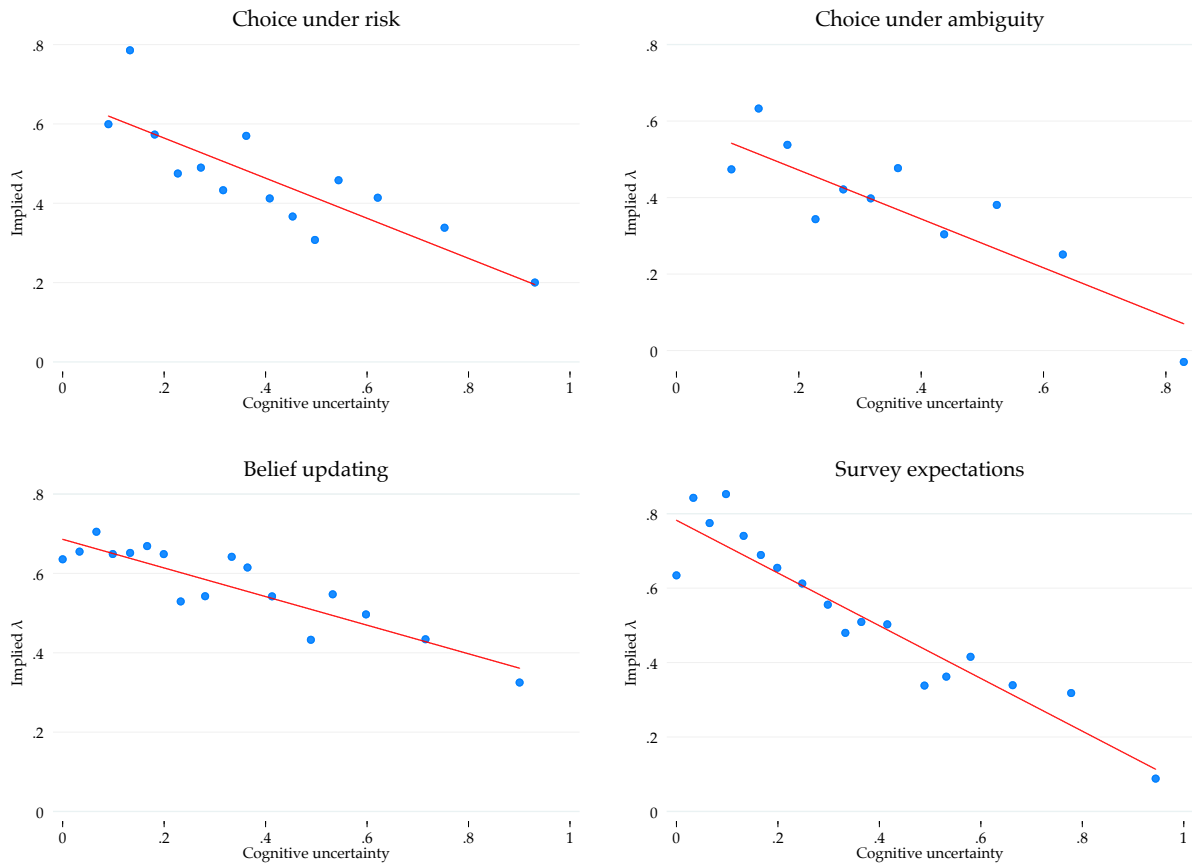 Choice under risk
Implied λ
.8
.6
.4
.2
0
0 .2 .4 .6 .8 1
Cognitive uncertainty
Choice under ambiguity
Implied λ
.8
.6
.4
.2
0
0 .2 .4 .6 .8
Cognitive uncertainty
Belief updating
Implied λ
.8
.6
.4
.2
0
0 .2 .4 .6 .8 1
Cognitive uncertainty
Survey expectations
Implied λ
.8
.6
.4
.2
0
0 .2 .4 .6 .8 1
Cognitive uncertainty